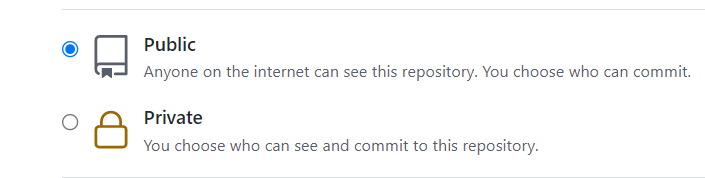 Public
Anyone on the internet can see this repository. You choose who can commit.
Private
You choose who can see and commit to this repository.